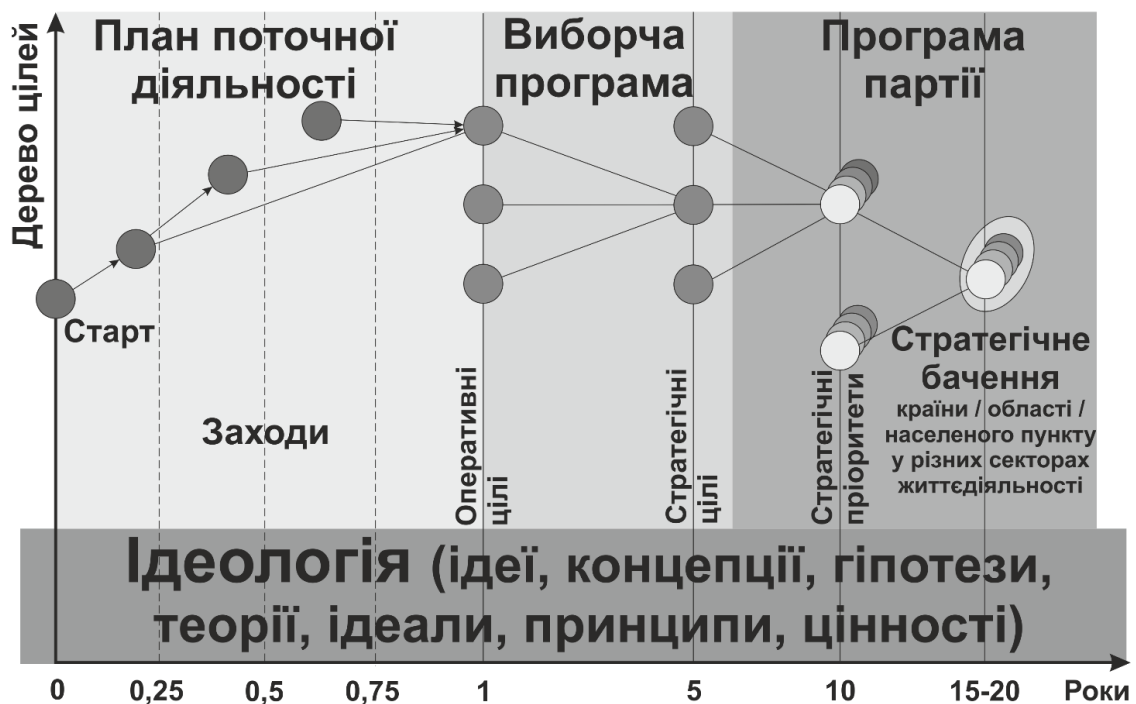 Дерево цілей
План поточної
діяльності
Виборча
програма
Програма
партії
Старт
Заходи
Оперативні
цілі
Стратегічні
цілі
Стратегічні
пріоритети
Стратегічне
бачення
країни / області /
населеного пункту
у різних секторах
життєдіяльності
Ідеологія (ідеї, концепції, гіпотези,
теорії, ідеали, принципи, цінності)
0 0,25 0,5 0,75 1 5 10 15-20 Роки